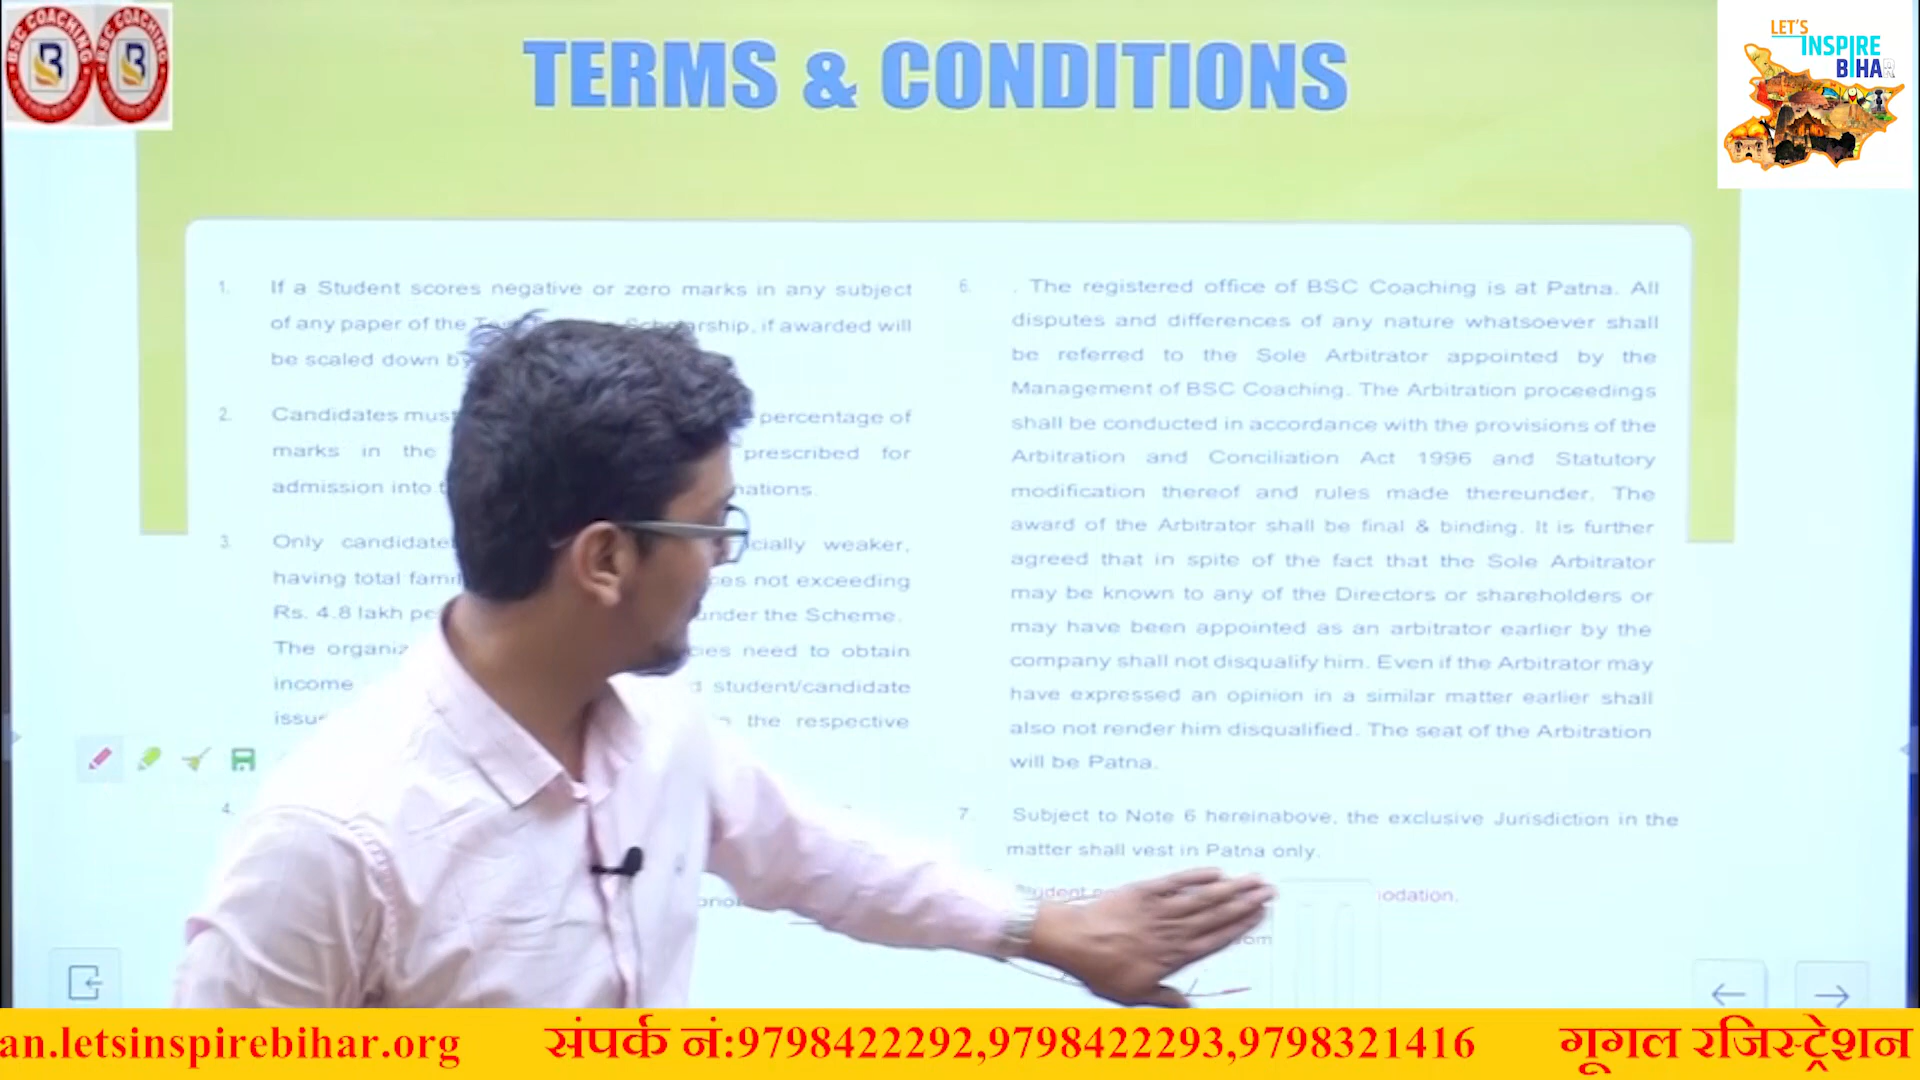 BSC COACHING
BSC COACHING
LET'S
INSPIRE
BIHAR
TERMS & CONDITIONS
1. If a Student scores negative or zero marks in any subject
of any paper of the Scholarship, if awarded will
be scaled down
2. Candidates must percentage of
marks in the prescribed for
admission into
3. Only weaker,
having total not exceeding
Rs. 4.8 lakh under the Scheme.
The need to obtain
income student/candidate
the respective
4.
6. . The registered office of BSC Coaching is at Patna. All
disputes and differences of any nature whatsoever shall
be referred to the Sole Arbitrator appointed by the
Management of BSC Coaching. The Arbitration proceedings
shall be conducted in accordance with the provisions of the
Arbitration and Conciliation Act 1996 and Statutory
modification thereof and rules made thereunder. The
award of the Arbitrator shall be final & binding. It is further
agreed that in spite of the fact that the Sole Arbitrator
may be known to any of the Directors or shareholders or
may have been appointed as an arbitrator earlier by the
company shall not disqualify him. Even if the Arbitrator may
have expressed an opinion in a similar matter earlier shall
also not render him disqualified. The seat of the Arbitration
will be Patna.
7. Subject to Note 6 hereinabove, the exclusive Jurisdiction in the
matter shall vest in Patna only.
an.letsinspirebihar.org संपर्क नं:9798422292,9798422293,9798321416 गूगल रजिस्ट्रेशन